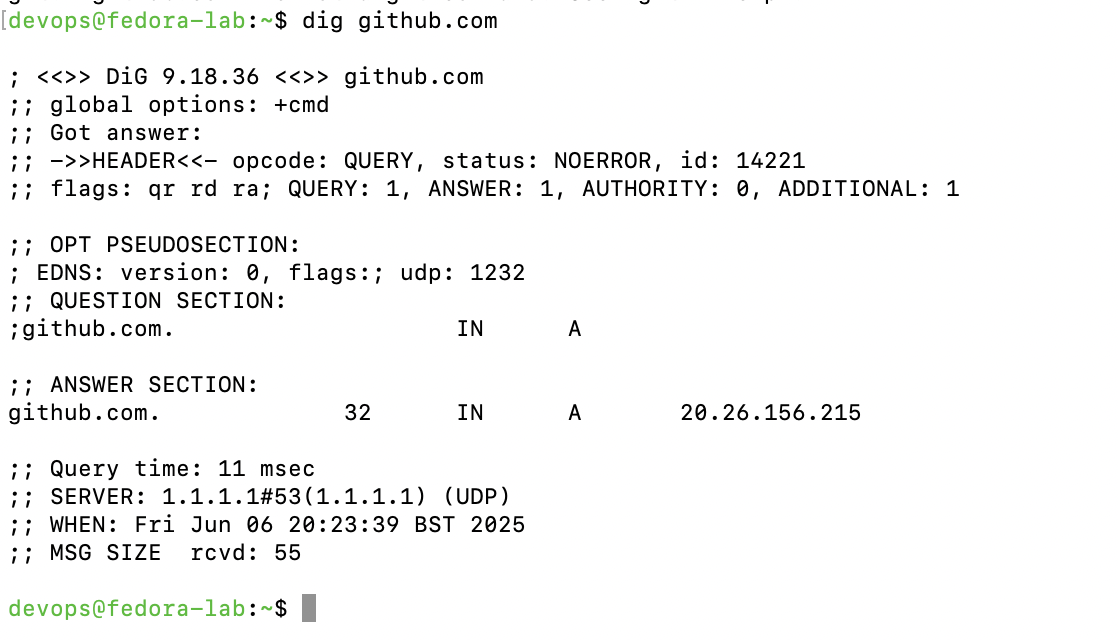 [devops@fedora-lab:~$ dig github.com
; <<>> DiG 9.18.36 <<>> github.com
;; global options: +cmd
;; Got answer:
;; ->>HEADER<<- opcode: QUERY, status: NOERROR, id: 14221
;; flags: qr rd ra; QUERY: 1, ANSWER: 1, AUTHORITY: 0, ADDITIONAL: 1
;; OPT PSEUDOSECTION:
; EDNS: version: 0, flags:; udp: 1232
;; QUESTION SECTION:
;github.com. IN A
;; ANSWER SECTION:
github.com. 32 IN A 20.26.156.215
;; Query time: 11 msec
;; SERVER: 1.1.1.1#53(1.1.1.1) (UDP)
;; WHEN: Fri Jun 06 20:23:39 BST 2025
;; MSG SIZE rcvd: 55
devops@fedora-lab:~$